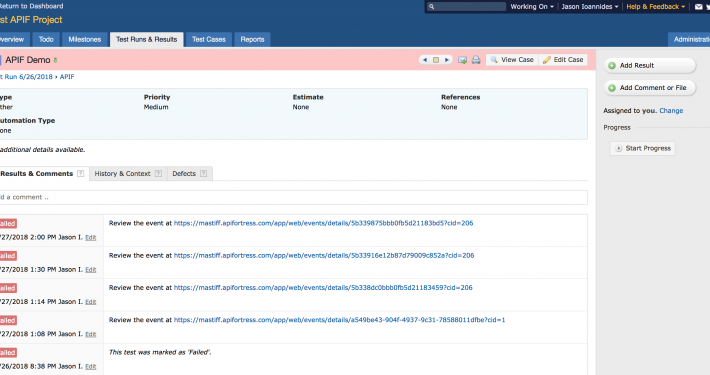 Return to Dashboard
Working On Jason Ioannides Help & Feedback
st APIF Project
verview Todo Milestones Test Runs & Results Test Cases Reports Administrati
APIF Demo 8 View Case Edit Case
t Run 6/26/2018 › APIF
Add Result
Add Comment or File
Assigned to you. Change
Progress
Start Progress
ype Priority Estimate References
ther Medium None None
utomation Type
one
additional details available.
Results & Comments ? History & Context ? Defects ?
d a comment ..
ailed Review the event at https://mastiff.apifortress.com/app/web/events/details/5b339875bbb0fb5d21183bd5?cid=206
/27/2018 2:00 PM Jason I. Edit
ailed Review the event at https://mastiff.apifortress.com/app/web/events/details/5b33916e12b87d79009c852a?cid=206
/27/2018 1:30 PM Jason I. Edit
ailed Review the event at https://mastiff.apifortress.com/app/web/events/details/5b338dc0bbb0fb5d21183459?cid=206
/27/2018 1:14 PM Jason I. Edit
ailed Review the event at https://mastiff.apifortress.com/app/web/events/details/a549be43-904f-4937-9c31-78588011dfbe?cid=1
/27/2018 1:08 PM Jason I. Edit
ailed This test was marked as 'Failed'.
/26/2018 8:38 PM Jason I. Edit